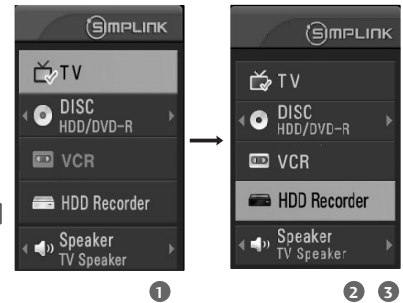 SIMPLINK
TV
DISC
HDD/DVD-R
VCR
HDD Recorder
Speaker
TV Speaker
1
SIMPLINK
TV
DISC
HDD/DVD-R
VCR
HDD Recorder
Speaker
TV Speaker
2 3